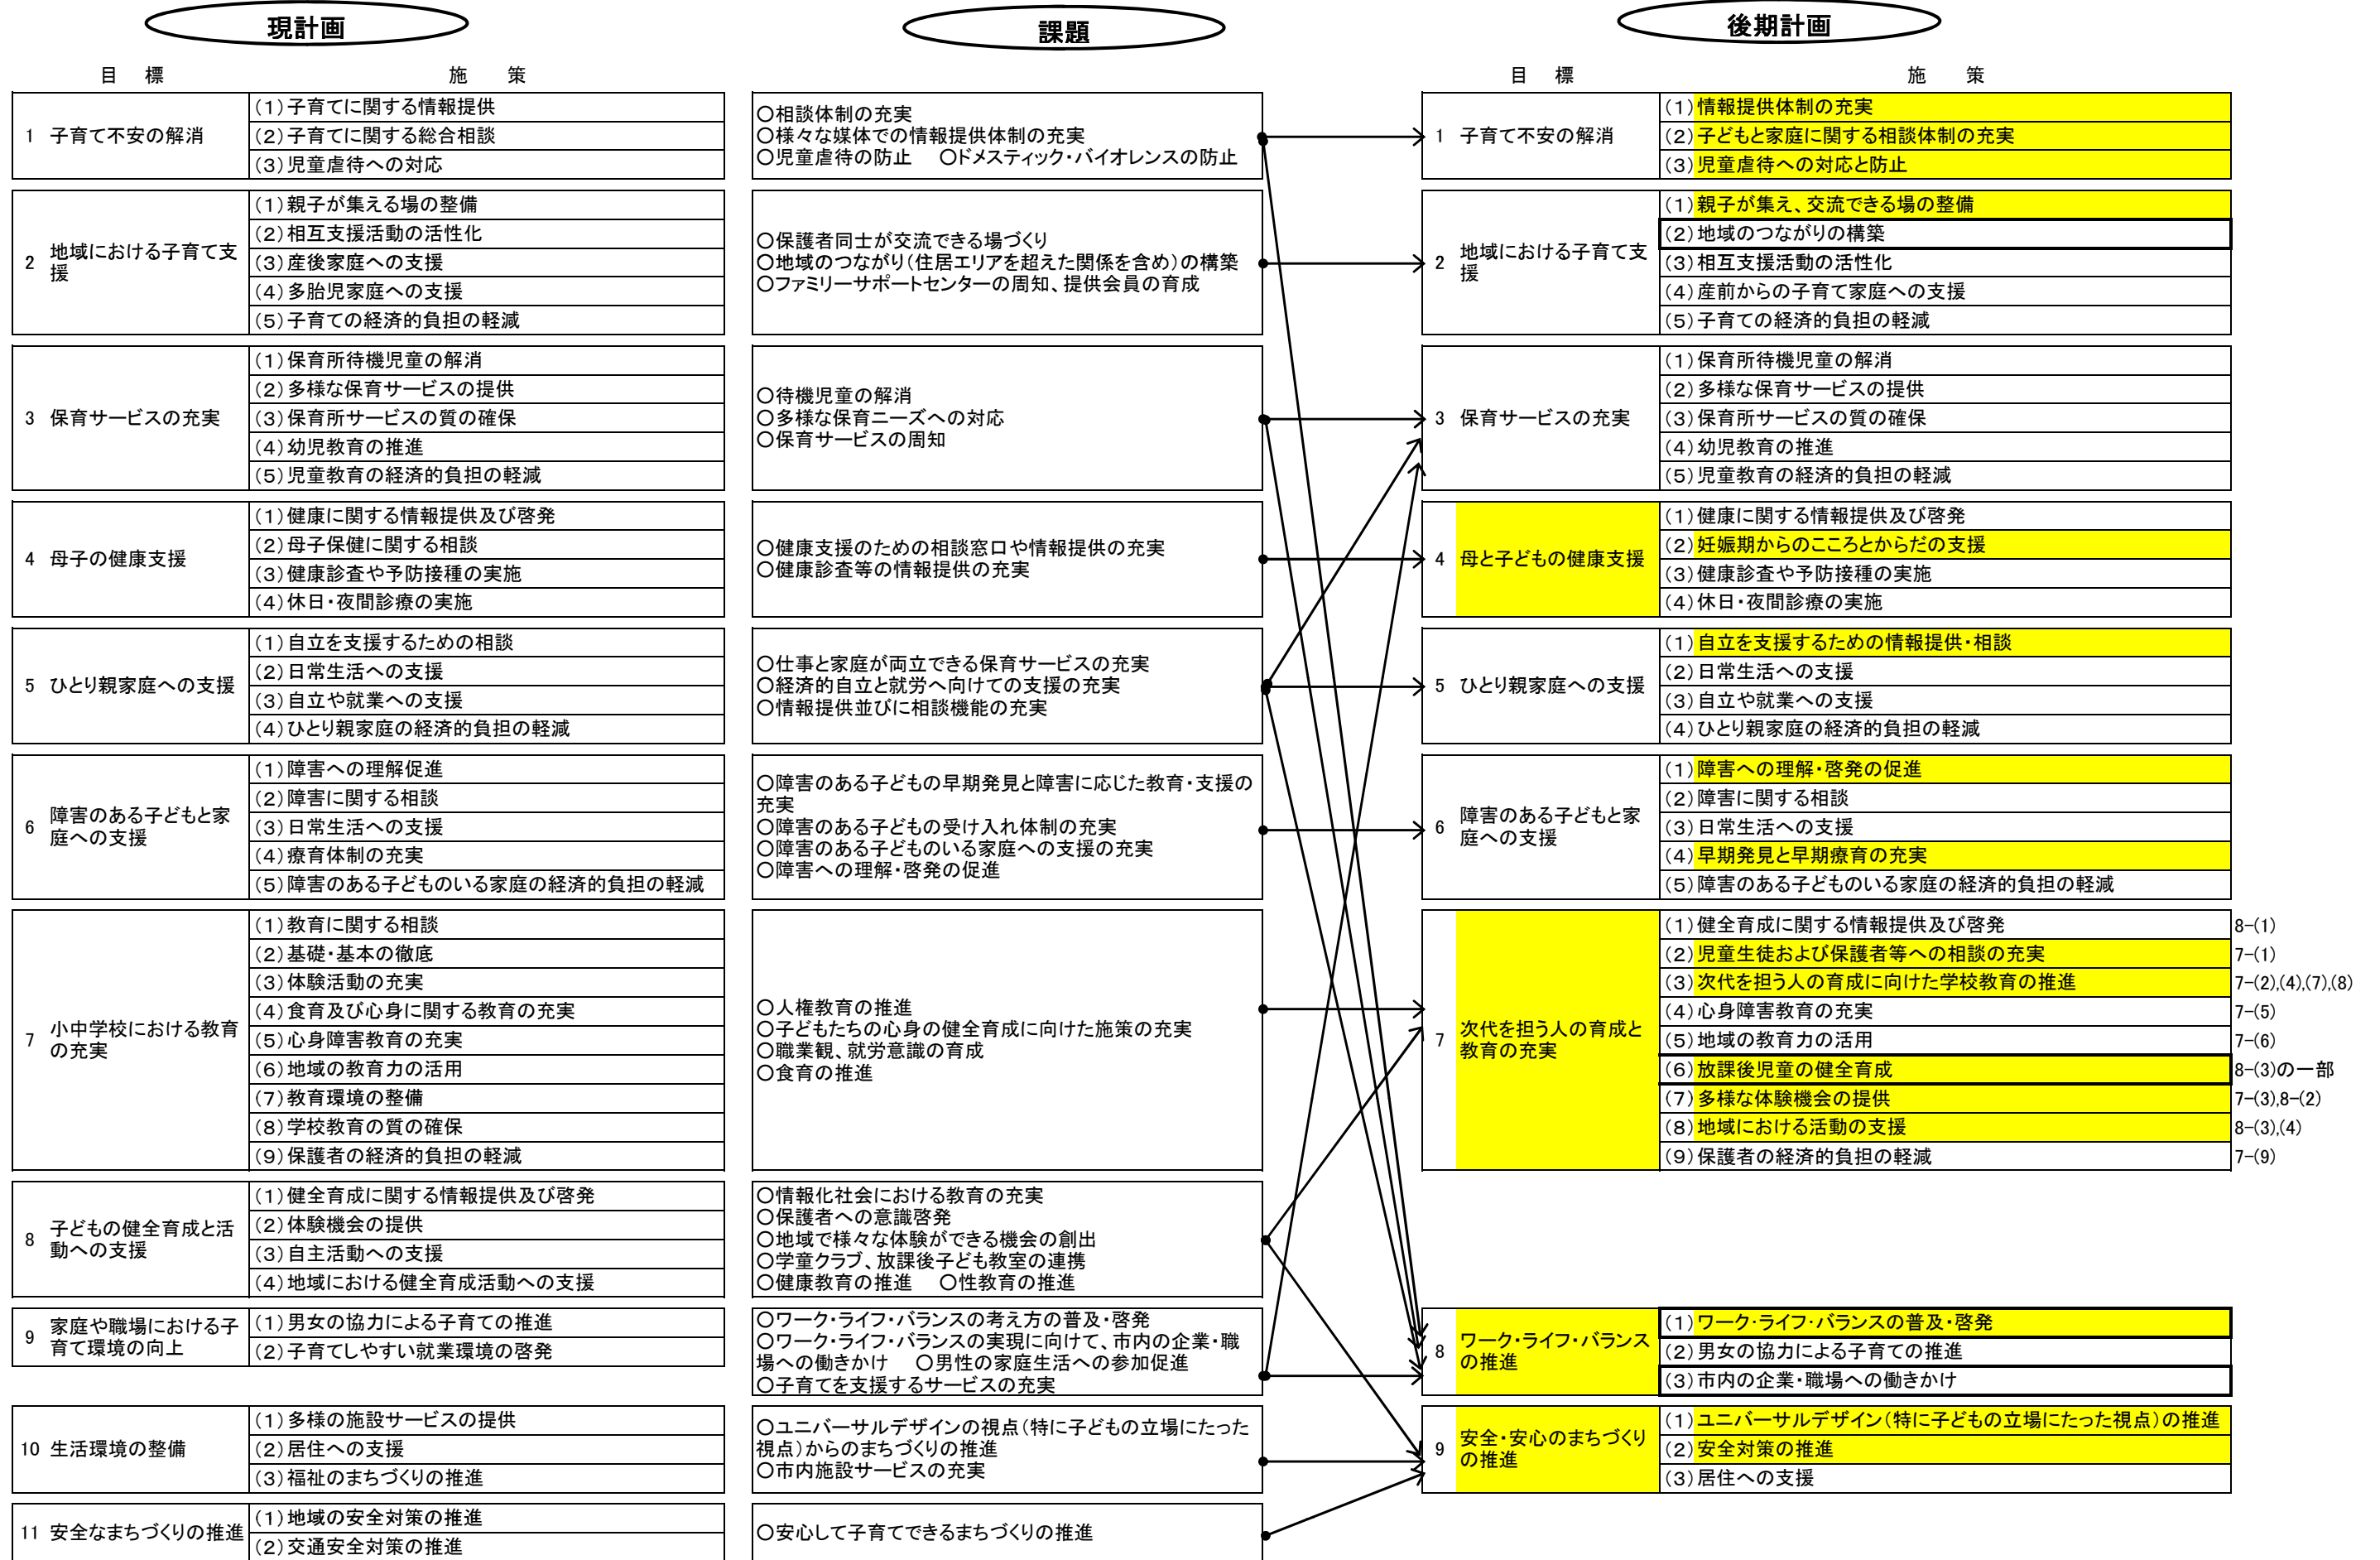 現計画
目　標　施　策
1 子育て不安の解消
(1)子育てに関する情報提供
(2)子育てに関する総合相談
(3)児童虐待への対応
2 地域における子育て支
援
(1)親子が集える場の整備
(2)相互支援活動の活性化
(3)産後家庭への支援
(4)多胎児家庭への支援
(5)子育ての経済的負担の軽減
3 保育サービスの充実
(1)保育所待機児童の解消
(2)多様な保育サービスの提供
(3)保育所サービスの質の確保
(4)幼児教育の推進
(5)児童教育の経済的負担の軽減
4 母子の健康支援
(1)健康に関する情報提供及び啓発
(2)母子保健に関する相談
(3)健康診査や予防接種の実施
(4)休日・夜間診療の実施
5 ひとり親家庭への支援
(1)自立を支援するための相談
(2)日常生活への支援
(3)自立や就業への支援
(4)ひとり親家庭の経済的負担の軽減
6 障害のある子どもと家
庭への支援
(1)障害への理解促進
(2)障害に関する相談
(3)日常生活への支援
(4)療育体制の充実
(5)障害のある子どものいる家庭の経済的負担の軽減
7 小中学校における教育
の充実
(1)教育に関する相談
(2)基礎・基本の徹底
(3)体験活動の充実
(4)食育及び心身に関する教育の充実
(5)心身障害教育の充実
(6)地域の教育力の活用
(7)教育環境の整備
(8)学校教育の質の確保
(9)保護者の経済的負担の軽減
8 子どもの健全育成と活
動への支援
(1)健全育成に関する情報提供及び啓発
(2)体験機会の提供
(3)自主活動への支援
(4)地域における健全育成活動への支援
9 家庭や職場における子
育て環境の向上
(1)男女の協力による子育ての推進
(2)子育てしやすい就業環境の啓発
10 生活環境の整備
(1)多様の施設サービスの提供
(2)居住への支援
(3)福祉のまちづくりの推進
11 安全なまちづくりの推進
(1)地域の安全対策の推進
(2)交通安全対策の推進
課題
○相談体制の充実
○様々な媒体での情報提供体制の充実
○児童虐待の防止　○ドメスティック・バイオレンスの防止
○保護者同士が交流できる場づくり
○地域のつながり(住居エリアを超えた関係を含め)の構築
○ファミリーサポートセンターの周知、提供会員の育成
○待機児童の解消
○多様な保育ニーズへの対応
○保育サービスの周知
○健康支援のための相談窓口や情報提供の充実
○健康診査等の情報提供の充実
○仕事と家庭が両立できる保育サービスの充実
○経済的自立と就労へ向けての支援の充実
○情報提供並びに相談機能の充実
○障害のある子どもの早期発見と障害に応じた教育・支援の
充実
○障害のある子どもの受け入れ体制の充実
○障害のある子どものいる家庭への支援の充実
○障害への理解・啓発の促進
○人権教育の推進
○子どもたちの心身の健全育成に向けた施策の充実
○職業観、就労意識の育成
○食育の推進
○情報化社会における教育の充実
○保護者への意識啓発
○地域で様々な体験ができる機会の創出
○学童クラブ、放課後子ども教室の連携
○健康教育の推進　○性教育の推進
○ワーク・ライフ・バランスの考え方の普及・啓発
○ワーク・ライフ・バランスの実現に向けて、市内の企業・職
場への働きかけ　○男性の家庭生活への参加促進
○子育てを支援するサービスの充実
○ユニバーサルデザインの視点(特に子どもの立場にたった
視点)からのまちづくりの推進
○市内施設サービスの充実
○安心して子育てできるまちづくりの推進
後期計画
目　標　施　策
1 子育て不安の解消
(1)情報提供体制の充実
(2)子どもと家庭に関する相談体制の充実
(3)児童虐待への対応と防止
2 地域における子育て支
援
(1)親子が集え、交流できる場の整備
(2)地域のつながりの構築
(3)相互支援活動の活性化
(4)産前からの子育て家庭への支援
(5)子育ての経済的負担の軽減
3 保育サービスの充実
(1)保育所待機児童の解消
(2)多様な保育サービスの提供
(3)保育所サービスの質の確保
(4)幼児教育の推進
(5)児童教育の経済的負担の軽減
4 母と子どもの健康支援
(1)健康に関する情報提供及び啓発
(2)妊娠期からのこころとからだの支援
(3)健康診査や予防接種の実施
(4)休日・夜間診療の実施
5 ひとり親家庭への支援
(1)自立を支援するための情報提供・相談
(2)日常生活への支援
(3)自立や就業への支援
(4)ひとり親家庭の経済的負担の軽減
6 障害のある子どもと家
庭への支援
(1)障害への理解・啓発の促進
(2)障害に関する相談
(3)日常生活への支援
(4)早期発見と早期療育の充実
(5)障害のある子どものいる家庭の経済的負担の軽減
7 次代を担う人の育成と
教育の充実
(1)健全育成に関する情報提供及び啓発 8-(1)
(2)児童生徒および保護者等への相談の充実 7-(1)
(3)次代を担う人の育成に向けた学校教育の推進 7-(2),(4),(7),(8)
(4)心身障害教育の充実 7-(5)
(5)地域の教育力の活用 7-(6)
(6)放課後児童の健全育成 8-(3)の一部
(7)多様な体験機会の提供 7-(3),8-(2)
(8)地域における活動の支援 8-(3),(4)
(9)保護者の経済的負担の軽減 7-(9)
8 ワーク・ライフ・バランス
の推進
(1)ワーク・ライフ・バランスの普及・啓発
(2)男女の協力による子育ての推進
(3)市内の企業・職場への働きかけ
9 安全・安心のまちづくり
の推進
(1)ユニバーサルデザイン(特に子どもの立場にたった視点)の推進
(2)安全対策の推進
(3)居住への支援